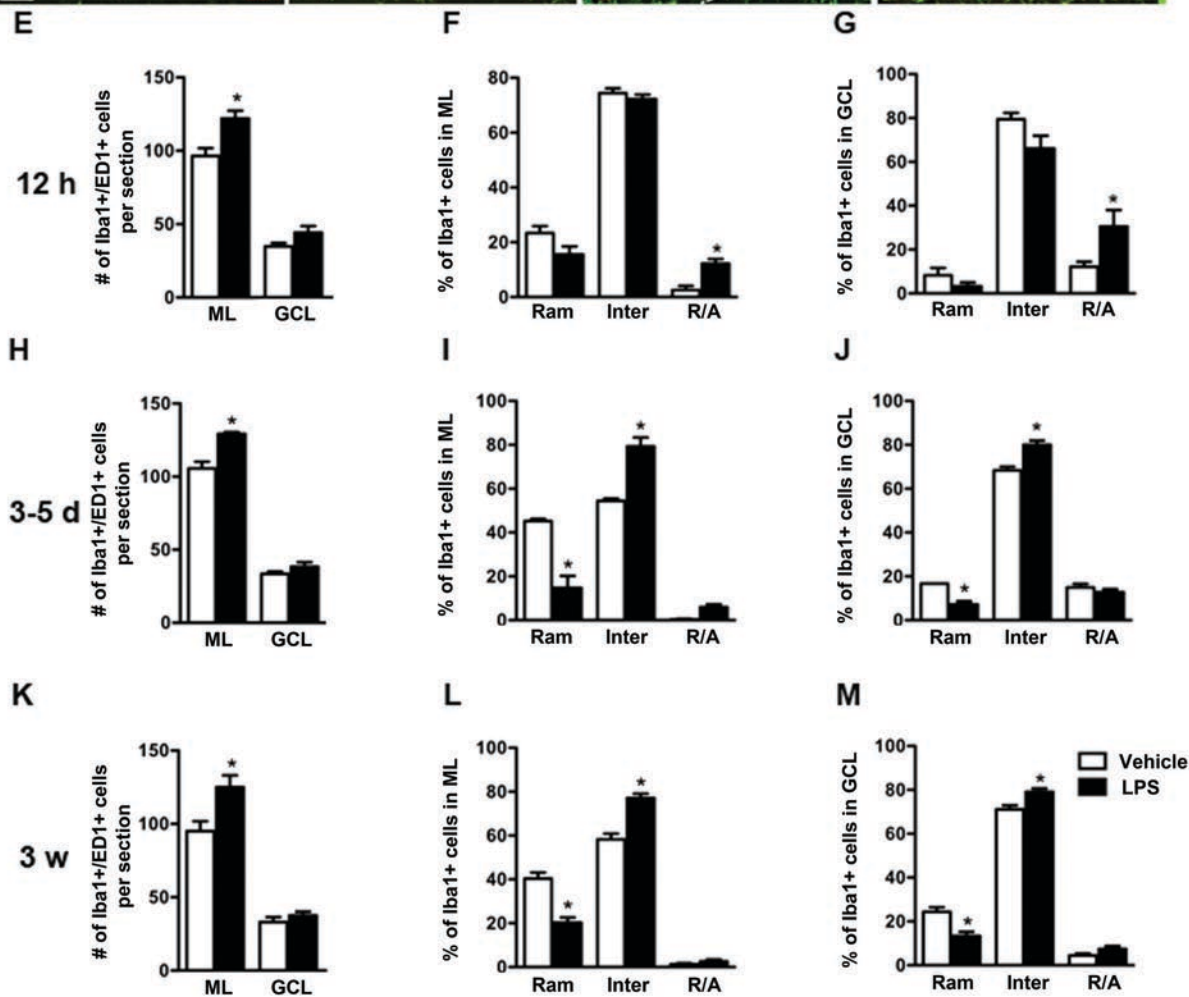 E
F
G
12 h
# of Iba1+/ED1+ cells
per section
150
100
50
0
*
ML
GCL
% of Iba1+ cells in ML
80
60
40
20
0
*
Ram
Inter
R/A
% of Iba1+ cells in GCL
100
80
60
40
20
0
*
Ram
Inter
R/A
H
I
J
3-5 d
# of Iba1+/ED1+ cells
per section
150
100
50
0
*
ML
GCL
% of Iba1+ cells in ML
100
80
60
40
20
0
*
*
Ram
Inter
R/A
% of Iba1+ cells in GCL
100
80
60
40
20
0
*
*
Ram
Inter
R/A
K
L
M
3 w
# of Iba1+/ED1+ cells
per section
150
100
50
0
*
ML
GCL
% of Iba1+ cells in ML
100
80
60
40
20
0
*
*
Ram
Inter
R/A
% of Iba1+ cells in GCL
100
80
60
40
20
0
*
*
Ram
Inter
R/A
Vehicle
LPS